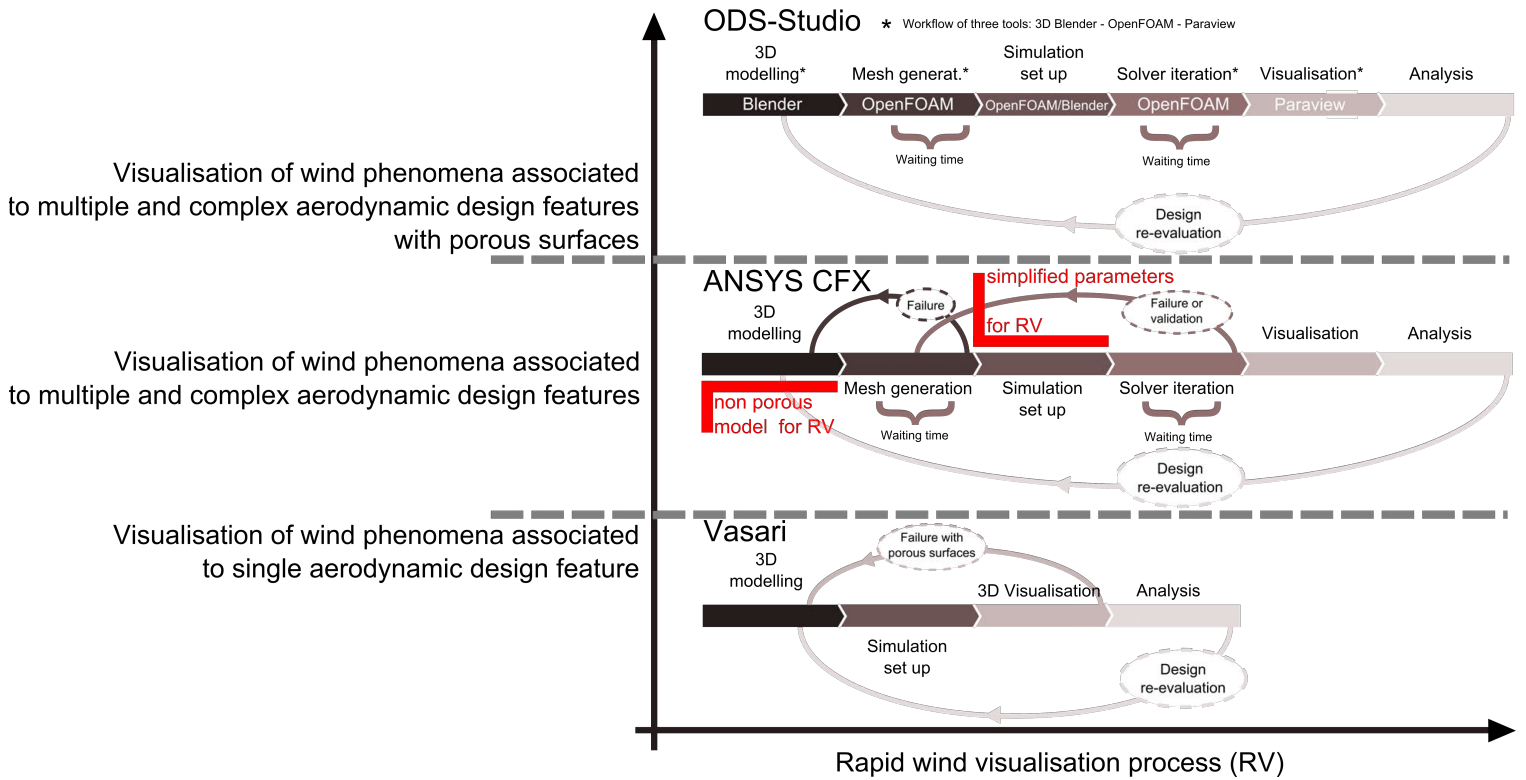 ODS-Studio
* Workflow of three tools: 3D Blender - OpenFOAM - Paraview
3D
modelling*
Mesh generat.*
Simulation
set up
Solver iteration*
Visualisation*
Analysis
Blender
OpenFOAM
OpenFOAM/Blender
OpenFOAM
Paraview
Waiting time
Waiting time
Design
re-evaluation
Visualisation of wind phenomena associated
to multiple and complex aerodynamic design features
with porous surfaces
ANSYS CFX
3D
modelling
Failure
simplified parameters
for RV
Failure or
validation
Visualisation
Analysis
Mesh generation
Simulation
set up
Solver iteration
non porous
model for RV
Waiting time
Waiting time
Design
re-evaluation
Visualisation of wind phenomena associated
to multiple and complex aerodynamic design features
Vasari
3D
modelling
Failure with
porous surfaces
3D Visualisation
Analysis
Simulation
set up
Design
re-evaluation
Visualisation of wind phenomena associated
to single aerodynamic design feature
Rapid wind visualisation process (RV)